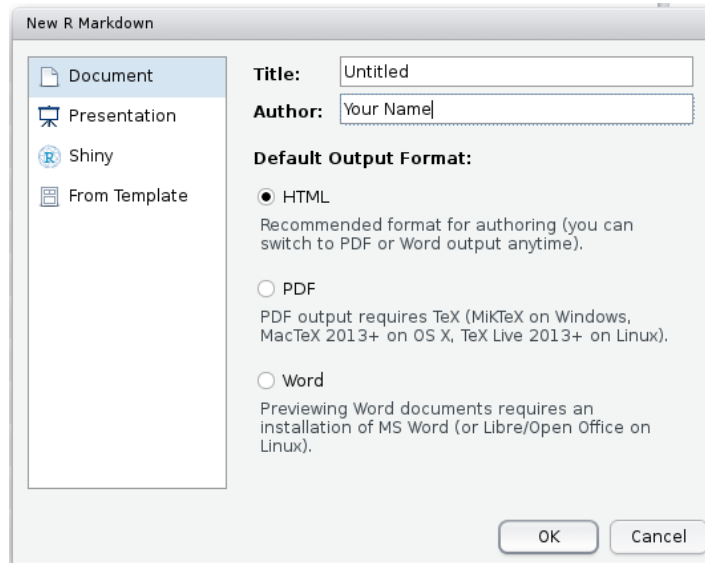 New R Markdown
Document
Presentation
Shiny
From Template
Title: Untitled
Author: Your Name
Default Output Format:
HTML
Recommended format for authoring (you can
switch to PDF or Word output anytime).
PDF
PDF output requires TeX (MiKTeX on Windows,
MacTeX 2013+ on OS X, TeX Live 2013+ on Linux).
Word
Previewing Word documents requires an
installation of MS Word (or Libre/Open Office on
Linux).
OK Cancel